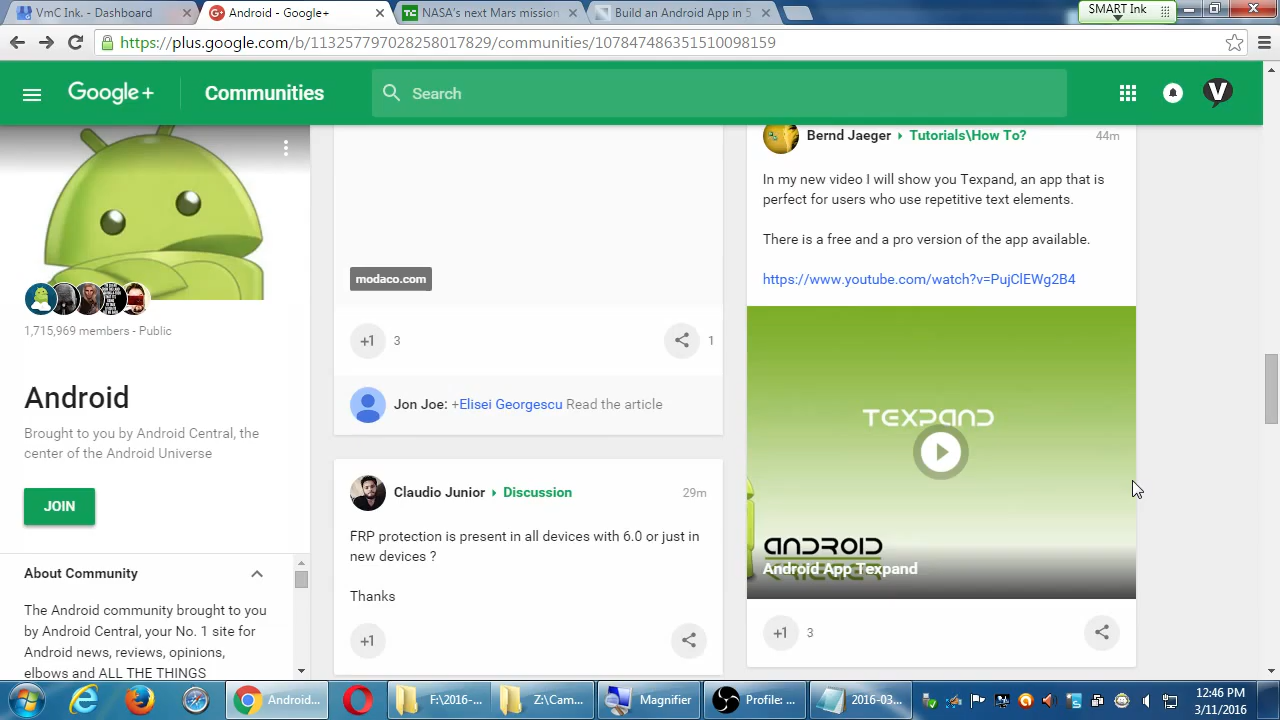 VmC Ink. - Dashboard
Android - Google+
NASA's next Mars mission
Build an Android App in 5
SMART Ink
https://plus.google.com/b/113257797028258017829/communities/107847486351510098159
Google+
Communities
Search
V
1,715,969 members - Public
Android
Brought to you by Android Central, the
center of the Android Universe
JOIN
About Community
The Android community brought to you
by Android Central, your No. 1 site for
Android news, reviews, opinions,
elbows and ALL THE THINGS
modaco.com
+1
3
1
Jon Joe: +Elisei Georgescu Read the article
Claudio Junior Discussion
29m
FRP protection is present in all devices with 6.0 or just in
new devices ?
Thanks
+1
Bernd Jaeger Tutorials\How To?
44m
In my new video I will show you Texpand, an app that is
perfect for users who use repetitive text elements.
There is a free and a pro version of the app available.
https://www.youtube.com/watch?v=PujClEWg2B4
TEXPAND
ANDROID
Android App Texpand
+1
3
Android...
F:\2016-...
Z:\Cam...
Magnifier
Profile: ...
2016-03...
12:46 PM
3/11/2016